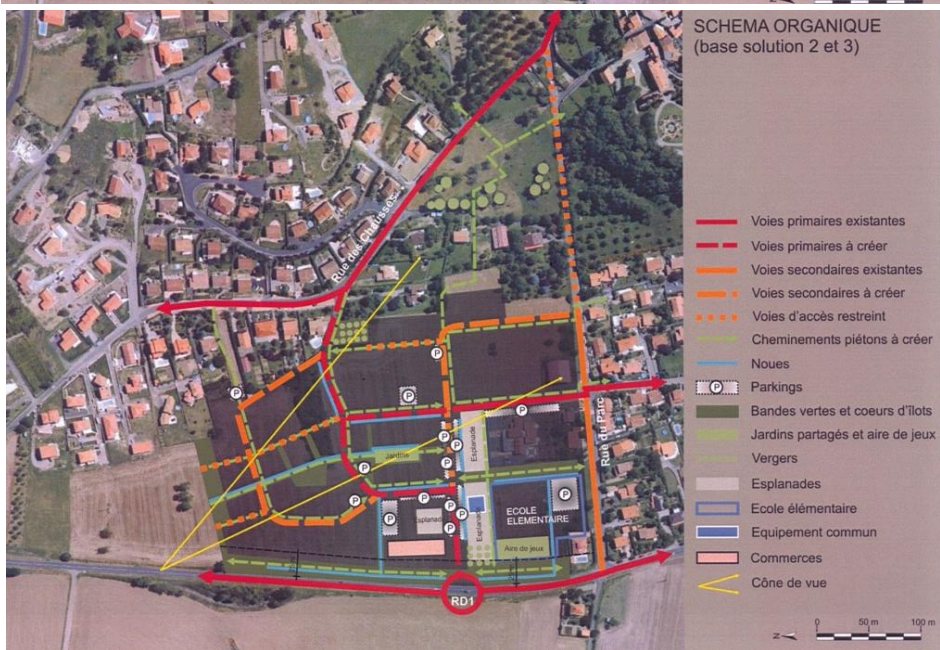 SCHEMA ORGANIQUE
(base solution 2 et 3)
Rue des Chausses
Rue du Parc
Esplanade
Jardins
Esplanade
Esplanade
ECOLE
ELEMENTAIRE
Aire de jeux
RD1
P
P
P
P
P
P
P
P
P
P
P
P
P
P
Voies primaires existantes
Voies primaires à créer
Voies secondaires existantes
Voies secondaires à créer
Voies d'accès restreint
Cheminements piétons à créer
Noues
P Parkings
Bandes vertes et coeurs d'îlots
Jardins partagés et aire de jeux
Vergers
Esplanades
Ecole élémentaire
Equipement commun
Commerces
Cône de vue
Z
0 50 m 100 m